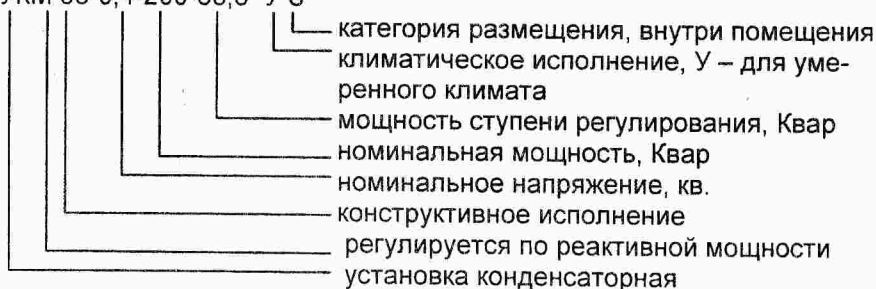 категория размещения, внутри помещения
климатическое исполнение, У – для уме-
ренного климата
мощность ступени регулирования, Квар
номинальная мощность, Квар
номинальное напряжение, кв.
конструктивное исполнение
регулируется по реактивной мощности
установка конденсаторная